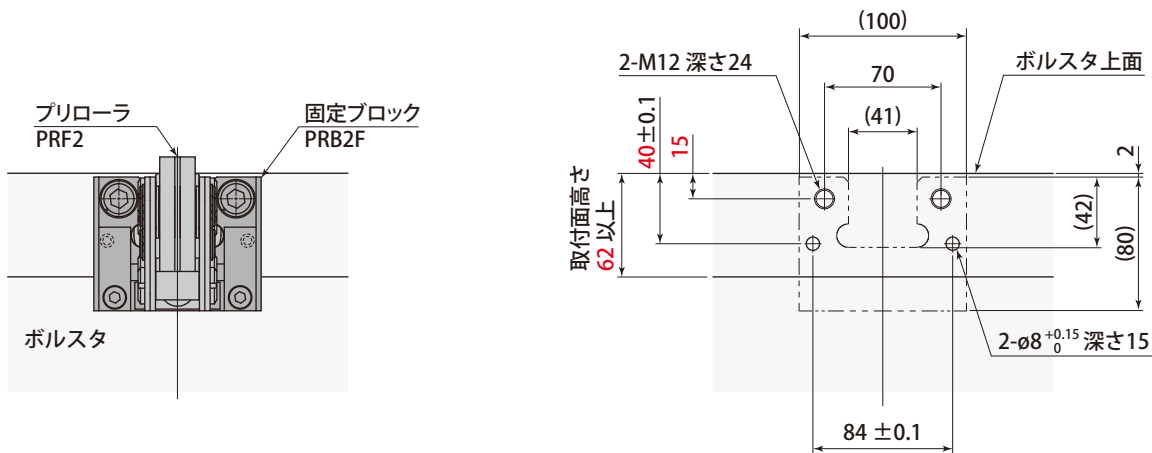 プリローラ
PRF2
固定ブロック
PRB2F
ボルスタ
(100)
2-M12 深さ24
70
ボルスタ上面
(41)
40±0.1
15
2
取付面高さ
62 以上
(42)
(80)
2-ø8 +0.15 0 深さ15
84 ±0.1